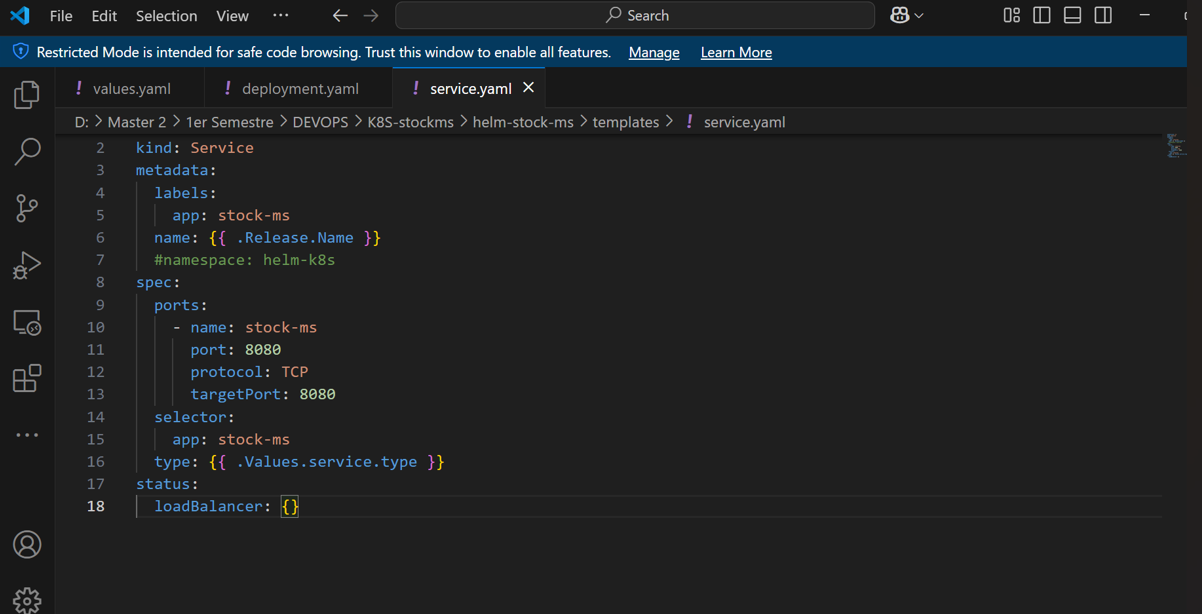 File Edit Selection View ··· Search
Restricted Mode is intended for safe code browsing. Trust this window to enable all features. Manage Learn More
! values.yaml ! deployment.yaml ! service.yaml
D: > Master 2 > 1er Semestre > DEVOPS > K8S-stockms > helm-stock-ms > templates > ! service.yaml
2 kind: Service
3 metadata:
4 labels:
5 app: stock-ms
6 name: {{ .Release.Name }}
7 #namespace: helm-k8s
8 spec:
9 ports:
10 - name: stock-ms
11 port: 8080
12 protocol: TCP
13 targetPort: 8080
14 selector:
15 app: stock-ms
16 type: {{ .Values.service.type }}
17 status:
18 loadBalancer: {}